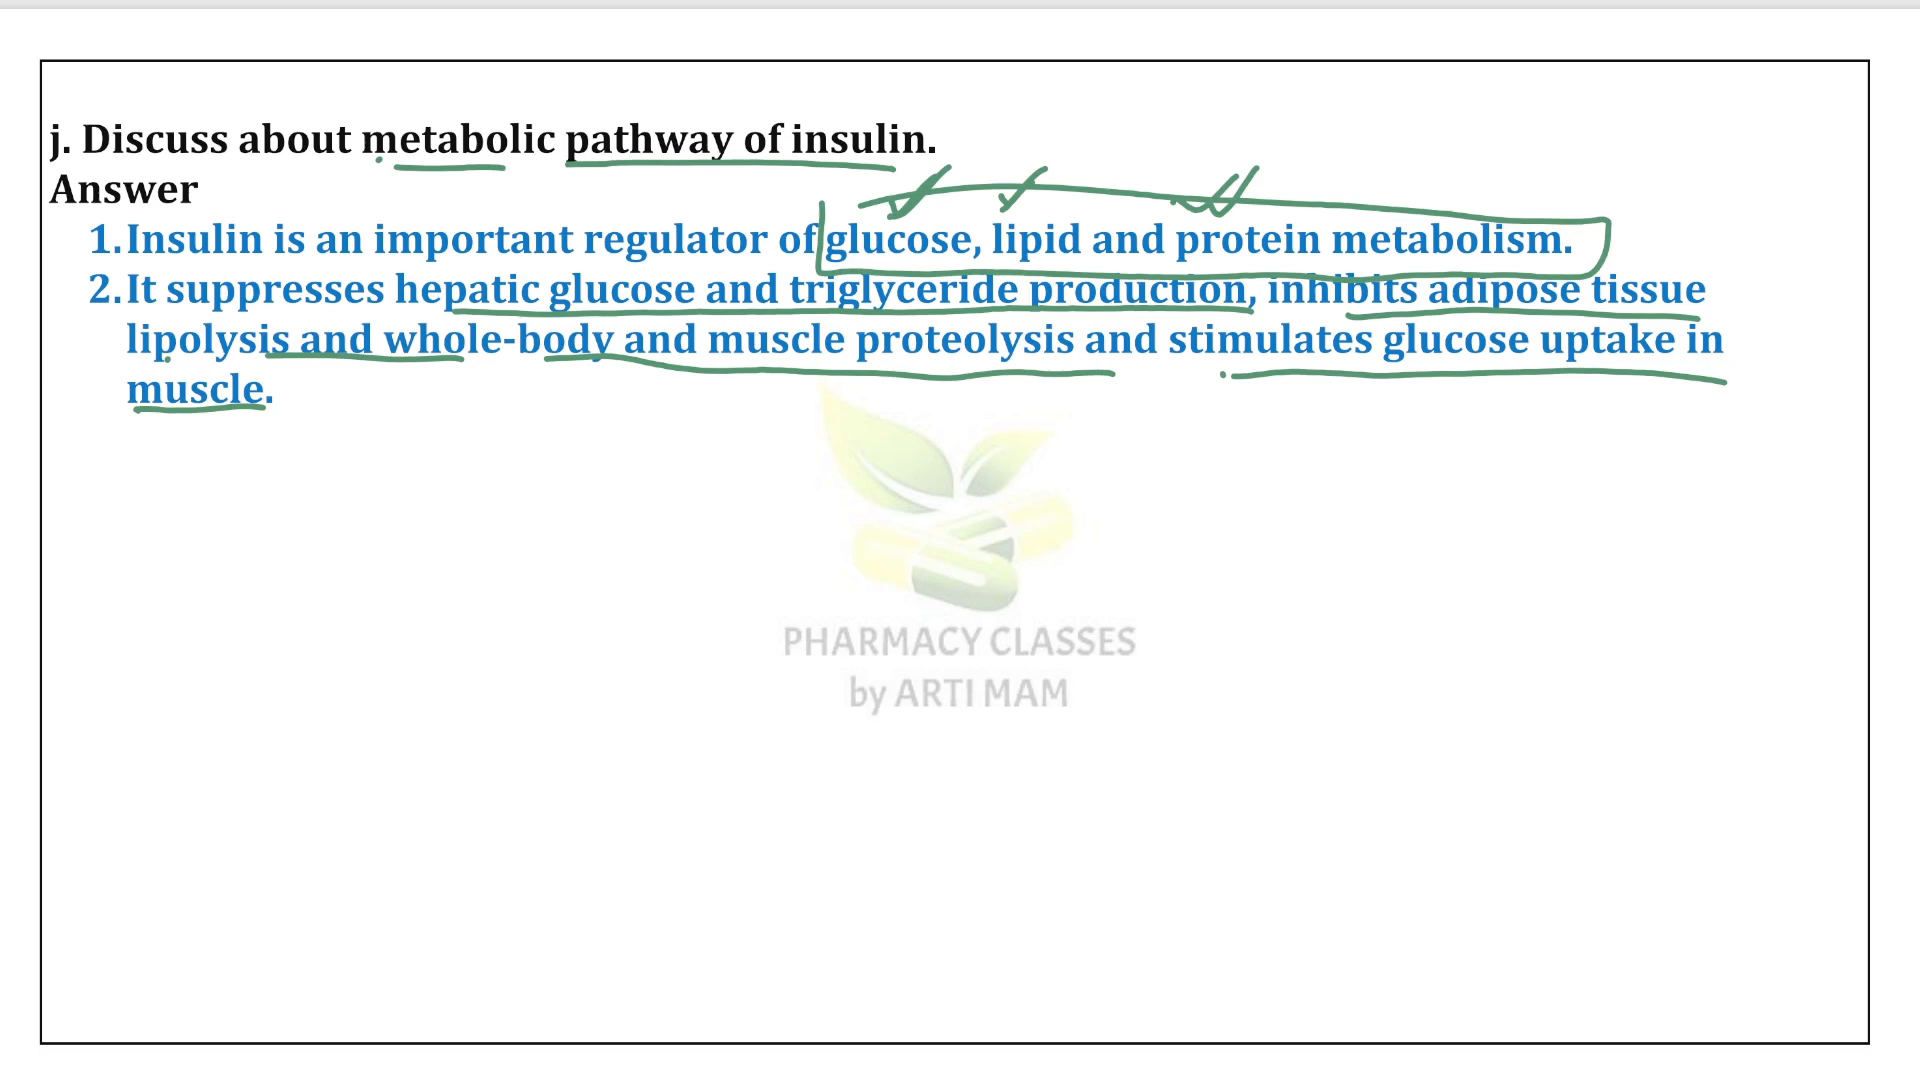 j. Discuss about metabolic pathway of insulin.
Answer
1. Insulin is an important regulator of glucose, lipid and protein metabolism.
2. It suppresses hepatic glucose and triglyceride production, inhibits adipose tissue
lipolysis and whole-body and muscle proteolysis and stimulates glucose uptake in
muscle.
PHARMACY CLASSES
by ARTI MAM